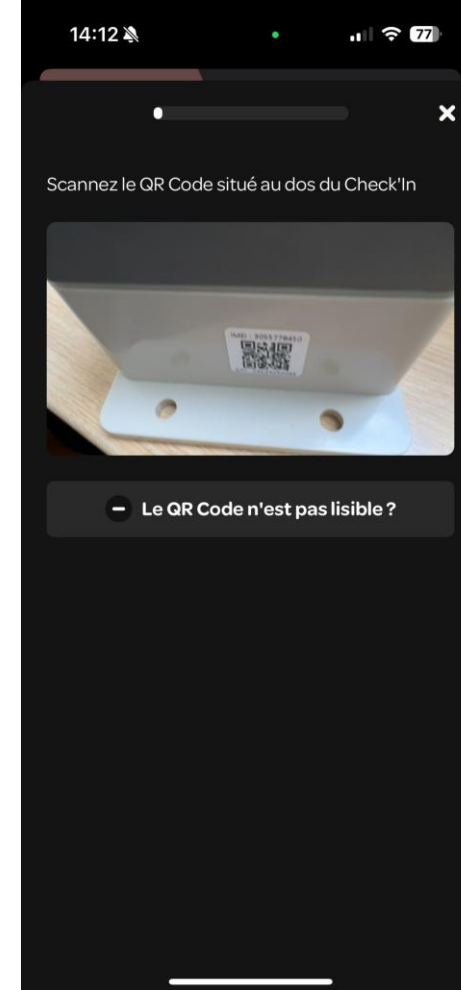 14:12
77
Scannez le QR Code situé au dos du Check'In
Le QR Code n'est pas lisible ?